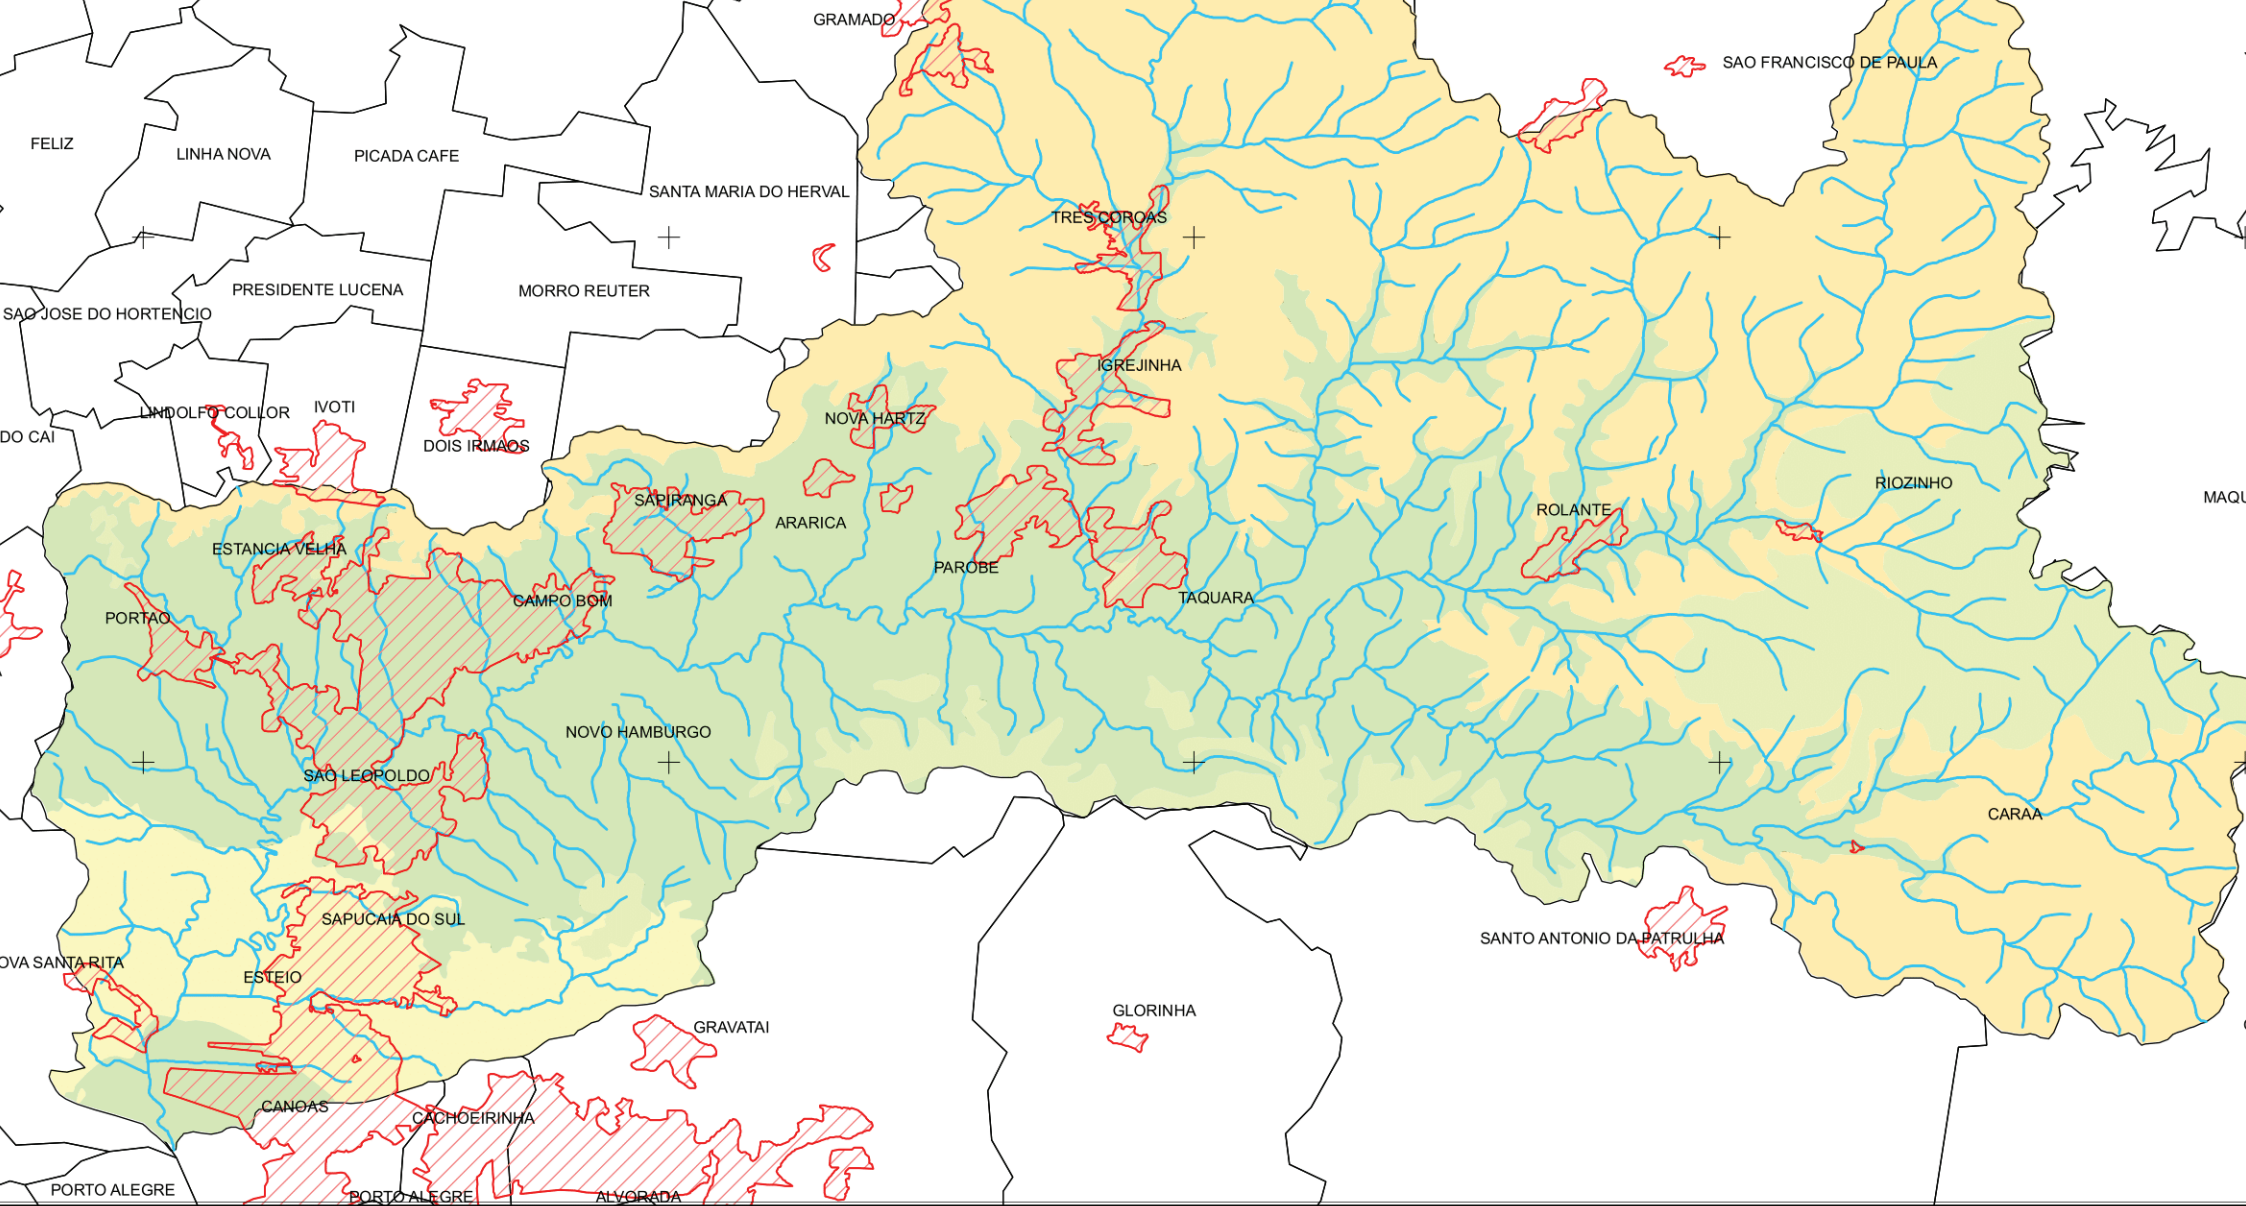 GRAMADO
SAO FRANCISCO DE PAULA
FELIZ
LINHA NOVA
PICADA CAFE
SANTA MARIA DO HERVAL
TRES COROAS
PRESIDENTE LUCENA
MORRO REUTER
SAO JOSE DO HORTENCIO
IGREJINHA
LINDOLFO COLLOR
IVOTI
NOVA HARTZ
DO CAI
DOIS IRMAOS
RIOZINHO
MAQU
SAPIRANGA
ROLANTE
ARARICA
ESTANCIA VELHA
PAROBE
CAMPO BOM
TAQUARA
PORTAO
NOVO HAMBURGO
SAO LEOPOLDO
CARAA
SAPUCAIA DO SUL
SANTO ANTONIO DA PATRULHA
OVA SANTA RITA
ESTEIO
GLORINHA
GRAVATAI
CANOAS
CACHOEIRINHA
PORTO ALEGRE
PORTO ALEGRE
ALVORADA